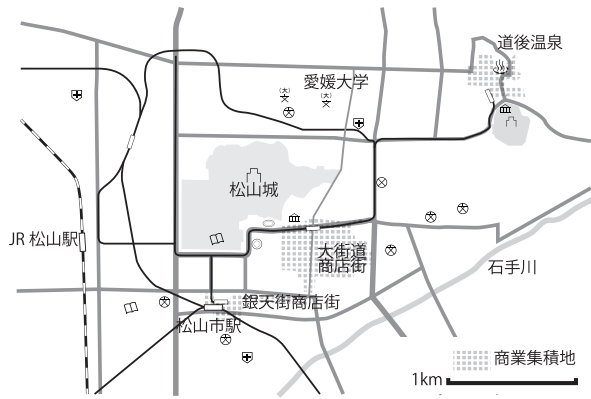 道後温泉
愛媛大学
(大)
(大)
松山城
JR 松山駅
大街道
商店街
石手川
銀天街商店街
松山市駅
商業集積地
1km